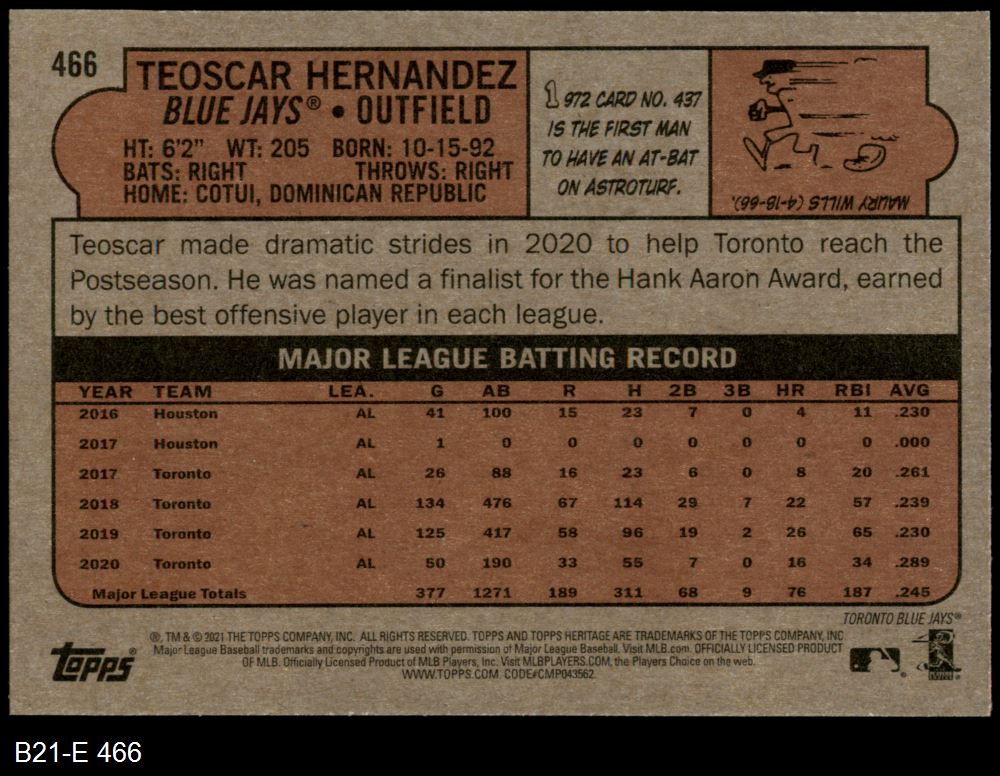 466
TEOSCAR HERNANDEZ
BLUE JAYS® • OUTFIELD
HT: 6'2" WT: 205 BORN: 10-15-92
BATS: RIGHT THROWS: RIGHT
HOME: COTUI, DOMINICAN REPUBLIC
1972 CARD NO. 437
IS THE FIRST MAN
TO HAVE AN AT-BAT
ON ASTROTURF.
MAURY WILLS (4-18-66).
Teoscar made dramatic strides in 2020 to help Toronto reach the
Postseason. He was named a finalist for the Hank Aaron Award, earned
by the best offensive player in each league.
MAJOR LEAGUE BATTING RECORD
YEAR TEAM LEA. G AB R H 2B 3B HR RBI AVG
2016 Houston AL 41 100 15 23 7 0 4 11 .230
2017 Houston AL 1 0 0 0 0 0 0 0 .000
2017 Toronto AL 26 88 16 23 6 0 8 20 .261
2018 Toronto AL 134 476 67 114 29 7 22 57 .239
2019 Toronto AL 125 417 58 96 19 2 26 65 .230
2020 Toronto AL 50 190 33 55 7 0 16 34 .289
Major League Totals 377 1271 189 311 68 9 76 187 .245
TORONTO BLUE JAYS®
topps®
®, TM & © 2021 THE TOPPS COMPANY, INC. ALL RIGHTS RESERVED. TOPPS AND TOPPS HERITAGE ARE TRADEMARKS OF THE TOPPS COMPANY, INC
Major League Baseball trademarks and copyrights are used with permission of Major League Baseball. Visit MLB.com. OFFICIALLY LICENSED PRODUCT
OF MLB. Officially Licensed Product of MLB Players, Inc. Visit MLBPLAYERS.COM, the Players Choice on the web.
WWW.TOPPS.COM. CODE#CMP043562.
B21-E 466